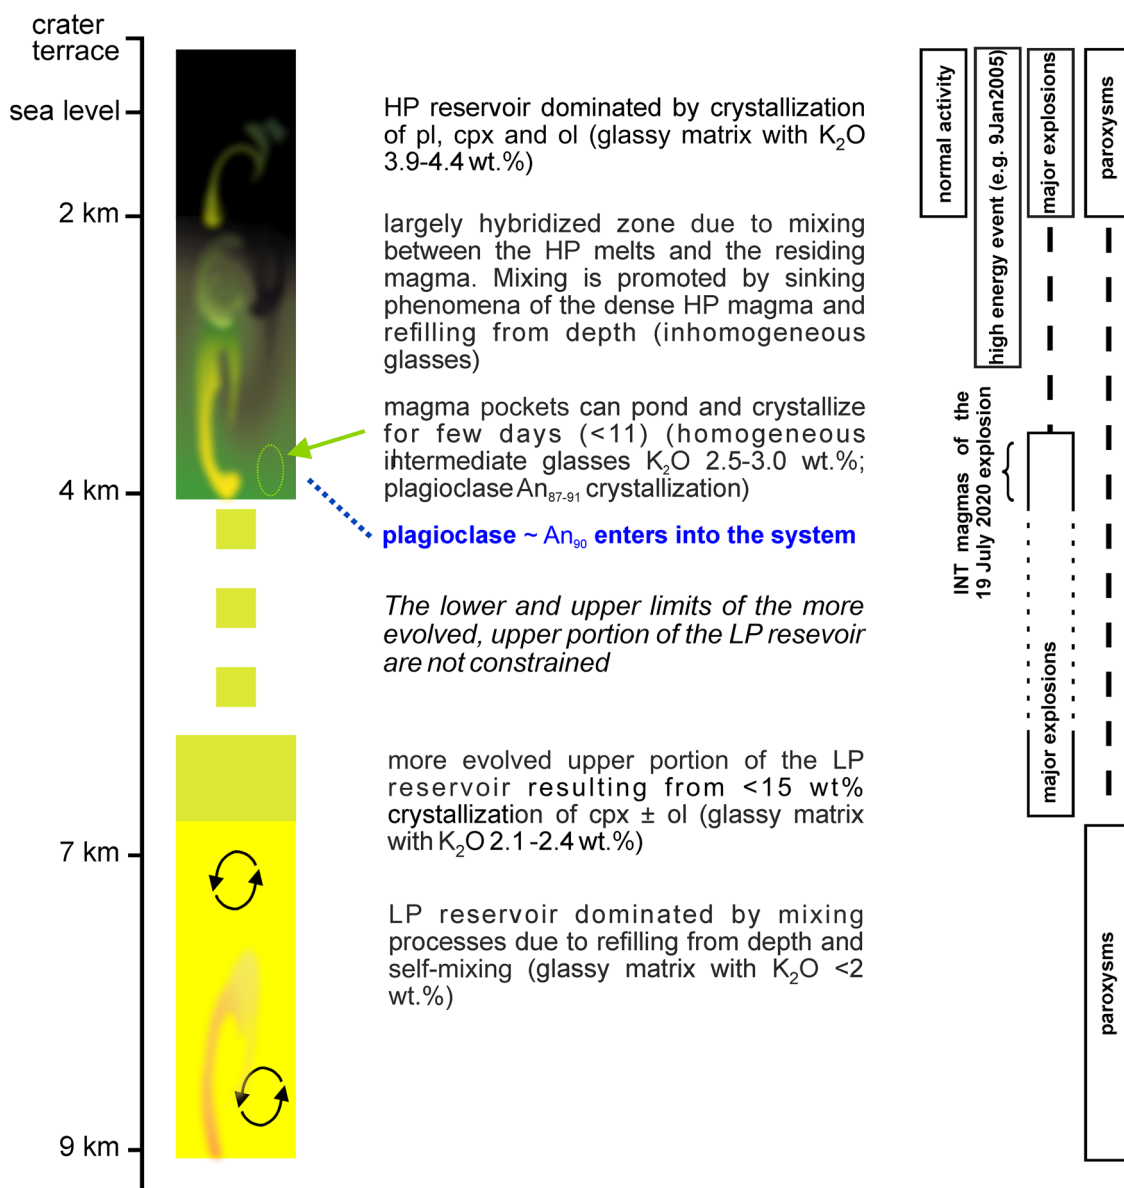 crater
terrace
sea level
2 km
4 km
7 km
9 km
HP reservoir dominated by crystallization
of pl, cpx and ol (glassy matrix with K₂O
3.9-4.4 wt.%)
largely hybridized zone due to mixing
between the HP melts and the residing
magma. Mixing is promoted by sinking
phenomena of the dense HP magma and
refilling from depth (inhomogeneous
glasses)
magma pockets can pond and crystallize
for few days (<11) (homogeneous
intermediate glasses K₂O 2.5-3.0 wt.%;
plagioclase An₈₇₋₉₁ crystallization)
plagioclase ~ An₉₀ enters into the system
The lower and upper limits of the more
evolved, upper portion of the LP resevoir
are not constrained
more evolved upper portion of the LP
reservoir resulting from <15 wt%
crystallization of cpx ± ol (glassy matrix
with K₂O 2.1-2.4 wt.%)
LP reservoir dominated by mixing
processes due to refilling from depth and
self-mixing (glassy matrix with K₂O <2
wt.%)
normal activity
high energy event (e.g. 9Jan2005)
major explosions
paroxysms
INT magmas of the
19 July 2020 explosion
major explosions
paroxysms